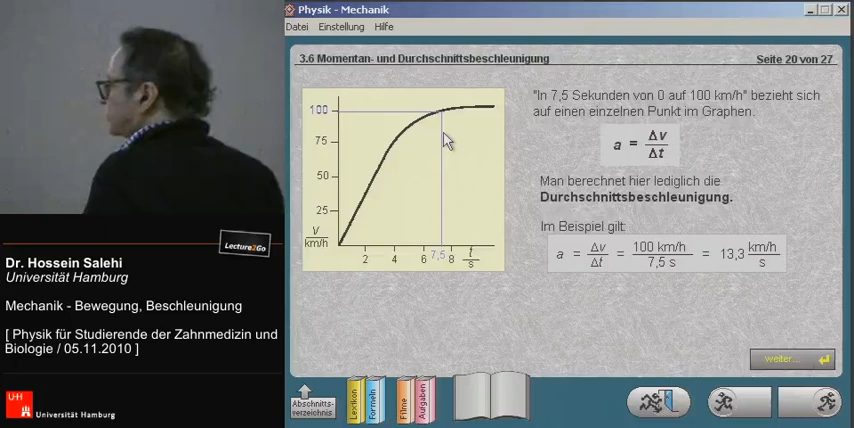 Physik - Mechanik
Datei Einstellung Hilfe
3.6 Momentan- und Durchschnittsbeschleunigung
Seite 20 von 27
100
75
50
25
v
km/h
2 4 6 7,5 8 t
s
"In 7,5 Sekunden von 0 auf 100 km/h" bezieht sich
auf einen einzelnen Punkt im Graphen.
a = Δv / Δt
Man berechnet hier lediglich die
Durchschnittsbeschleunigung.
Im Beispiel gilt:
a = Δv / Δt = 100 km/h / 7,5 s = 13,3 km/h / s
weiter...
Abschnitts-
verzeichnis
Lexikon
Formeln
Filme
Aufgaben
Lecture2Go
Dr. Hossein Salehi
Universität Hamburg
Mechanik - Bewegung, Beschleunigung
[ Physik für Studierende der Zahnmedizin und
Biologie / 05.11.2010 ]
UH
Universität Hamburg